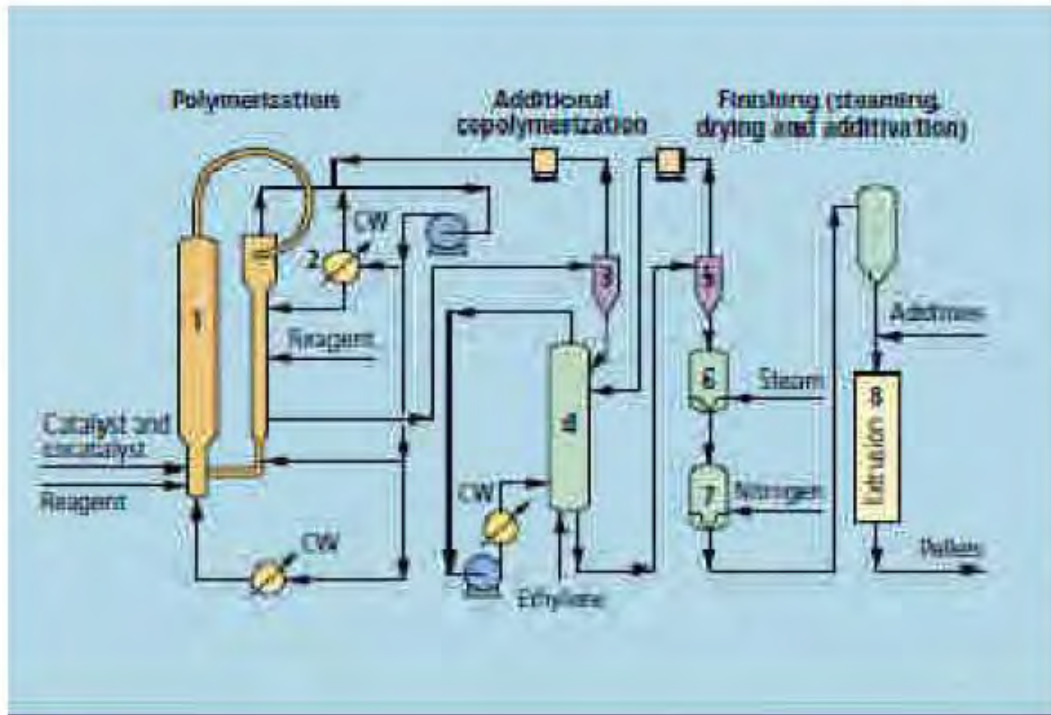 Polymerization
Additional
copolymerization
Finishing (steaming,
drying and additivation)
CW
2
3
5
1
Reagent
Additives
6
Steam
8
Extrusion
4
Catalyst and
cocatalyst
Reagent
CW
7
Nitrogen
CW
Pellets
Ethylene